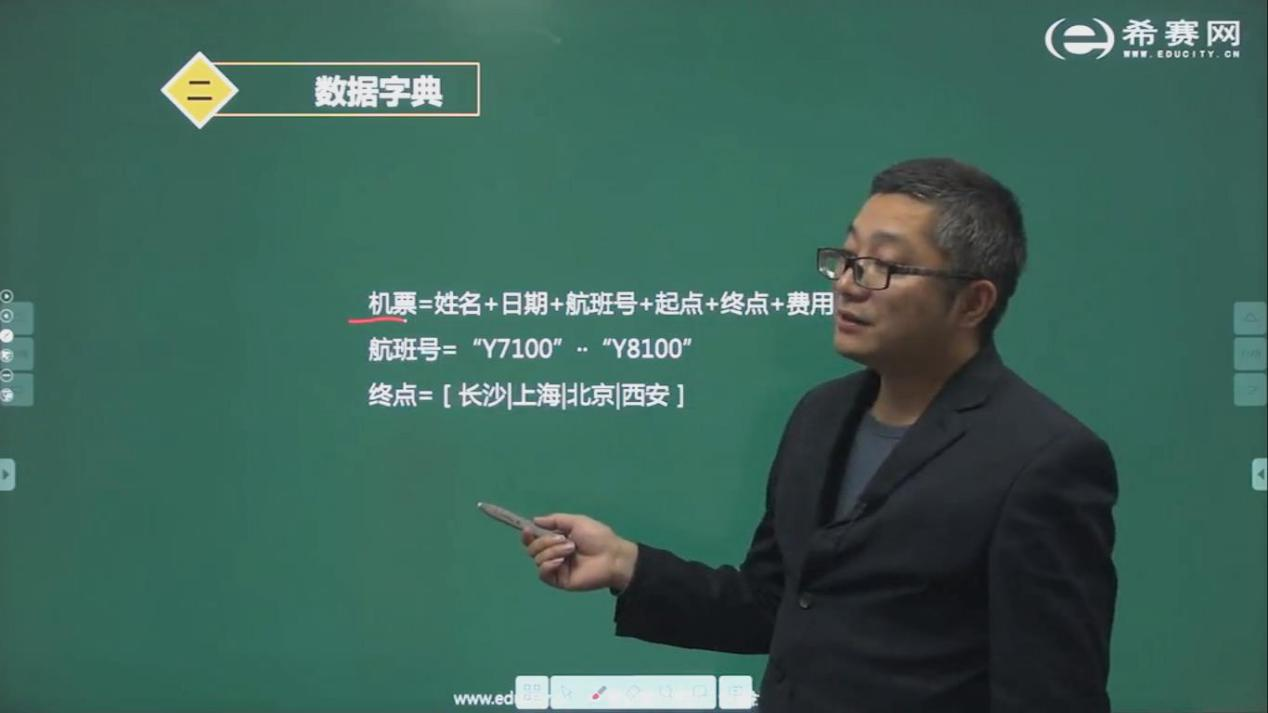 希赛网
WWW.EDUCITY.CN
二
数据字典
机票=姓名+日期+航班号+起点+终点+费用
航班号=“Y7100”··“Y8100”
终点=[长沙|上海|北京|西安]
www.edu